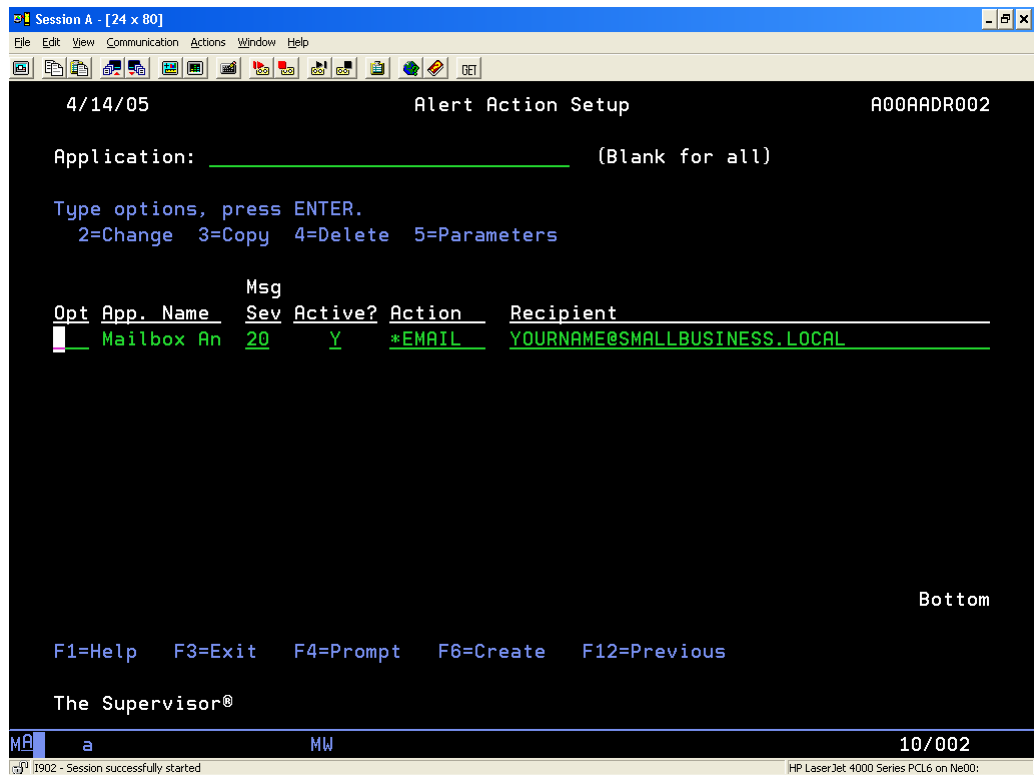 Session A - [24 x 80]
File Edit View Communication Actions Window Help
GET
4/14/05 Alert Action Setup A00AADR002
Application: (Blank for all)
Type options, press ENTER.
2=Change 3=Copy 4=Delete 5=Parameters
Msg
Opt App. Name Sev Active? Action Recipient
Mailbox An 20 Y *EMAIL YOURNAME@SMALLBUSINESS.LOCAL
Bottom
F1=Help F3=Exit F4=Prompt F6=Create F12=Previous
The Supervisor®
MA a MW 10/002
I902 - Session successfully started HP LaserJet 4000 Series PCL6 on Ne00: